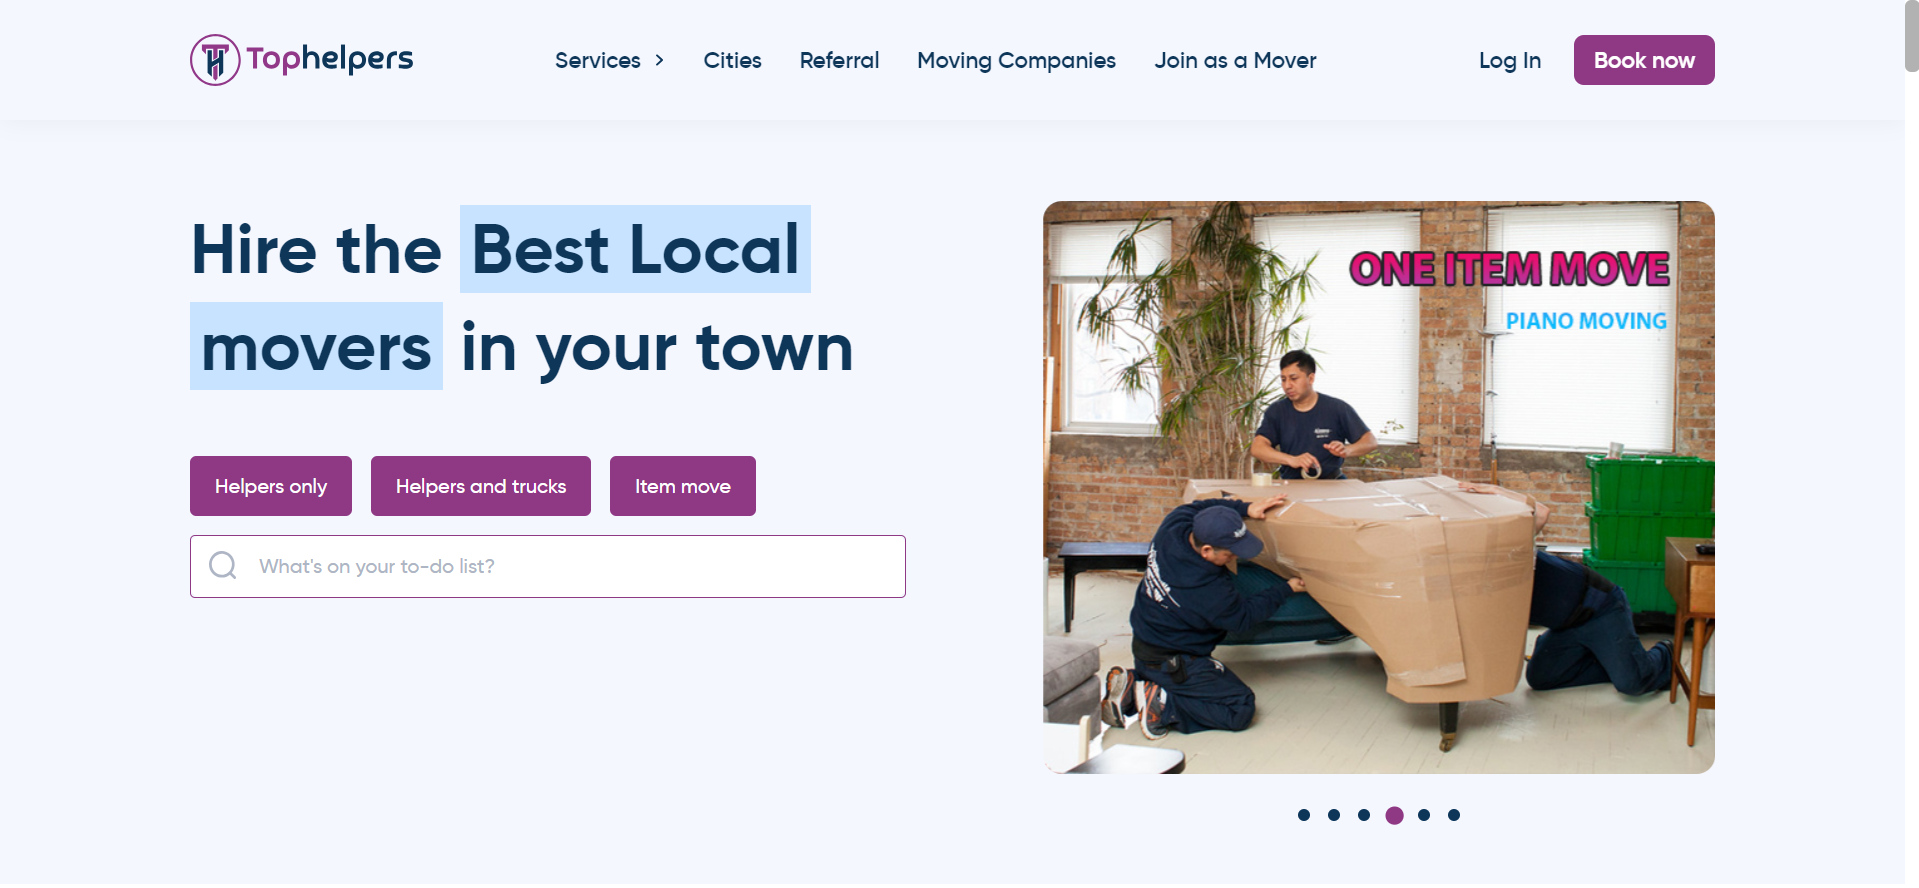 Tophelpers
Services
Cities
Referral
Moving Companies
Join as a Mover
Log In
Book now
Hire the Best Local
movers in your town
Helpers only
Helpers and trucks
Item move
What's on your to-do list?
ONE ITEM MOVE
PIANO MOVING